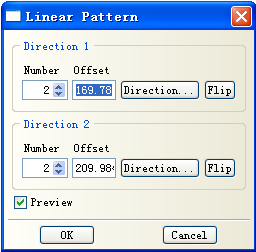 Linear Pattern
Direction 1
Number Offset
2 169.78 Direction... Flip
Direction 2
Number Offset
2 209.984 Direction... Flip
Preview
OK Cancel